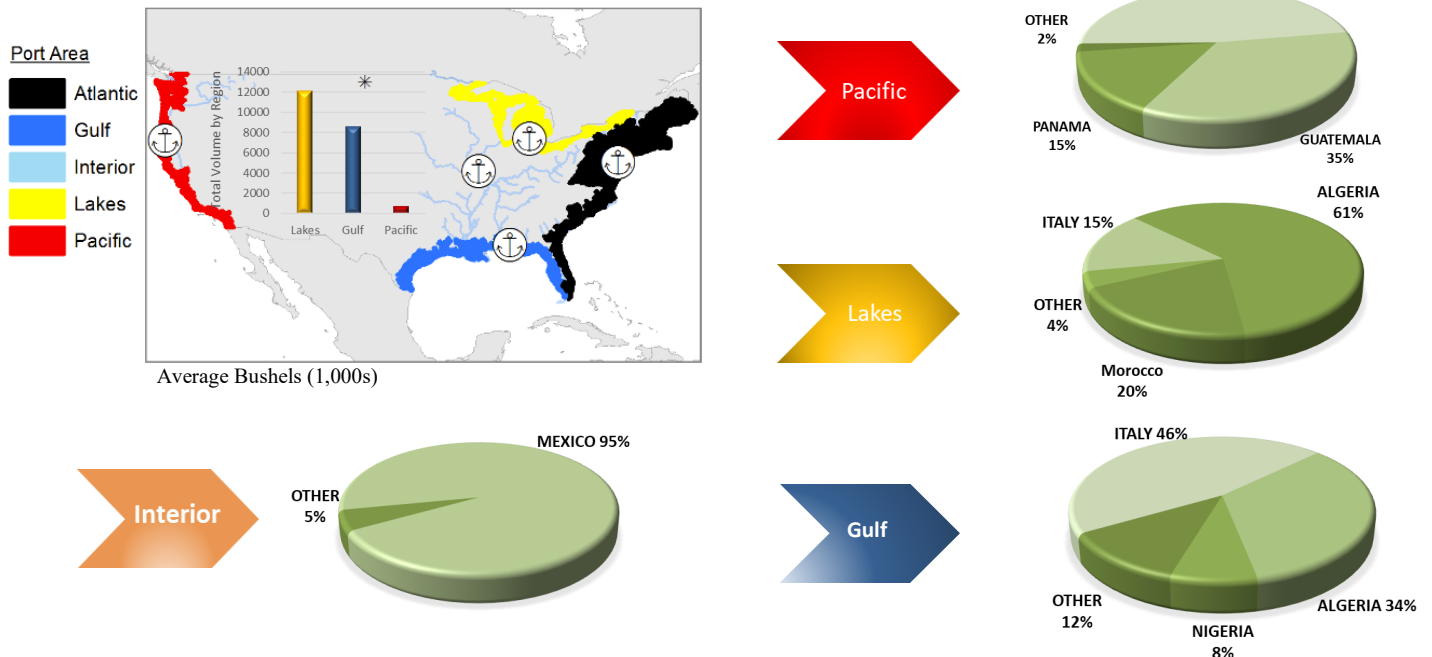 Port Area
Atlantic
Gulf
Interior
Lakes
Pacific
Total Volume by Region
14000
12000
10000
8000
6000
4000
2000
0
Lakes
Gulf
Pacific
Average Bushels (1,000s)
Pacific
OTHER
2%
PANAMA
15%
GUATEMALA
35%
Lakes
ALGERIA
61%
ITALY 15%
OTHER
4%
Morocco
20%
Interior
MEXICO 95%
OTHER
5%
Gulf
ITALY 46%
ALGERIA 34%
NIGERIA
8%
OTHER
12%